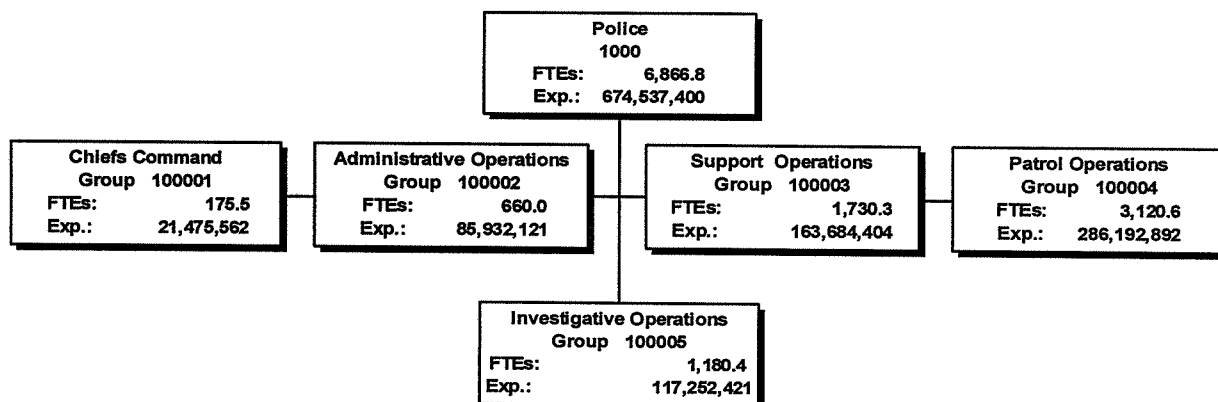 Police
1000
FTEs: 6,866.8
Exp.: 674,537,400
Chiefs Command
Group 100001
FTEs: 175.5
Exp.: 21,475,562
Administrative Operations
Group 100002
FTEs: 660.0
Exp.: 85,932,121
Support Operations
Group 100003
FTEs: 1,730.3
Exp.: 163,684,404
Patrol Operations
Group 100004
FTEs: 3,120.6
Exp.: 286,192,892
Investigative Operations
Group 100005
FTEs: 1,180.4
Exp.: 117,252,421